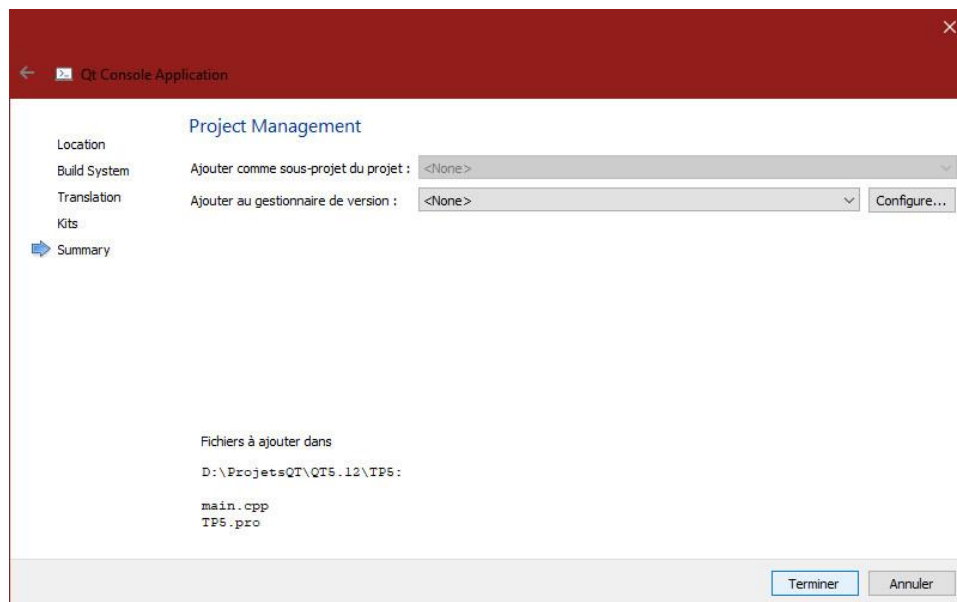 Qt Console Application
Project Management
Location
Build System
Translation
Kits
Summary
Ajouter comme sous-projet du projet : <None>
Ajouter au gestionnaire de version : <None> Configure...
Fichiers à ajouter dans
D:\ProjetsQT\QT5.12\TP5:
main.cpp
TP5.pro
Terminer Annuler